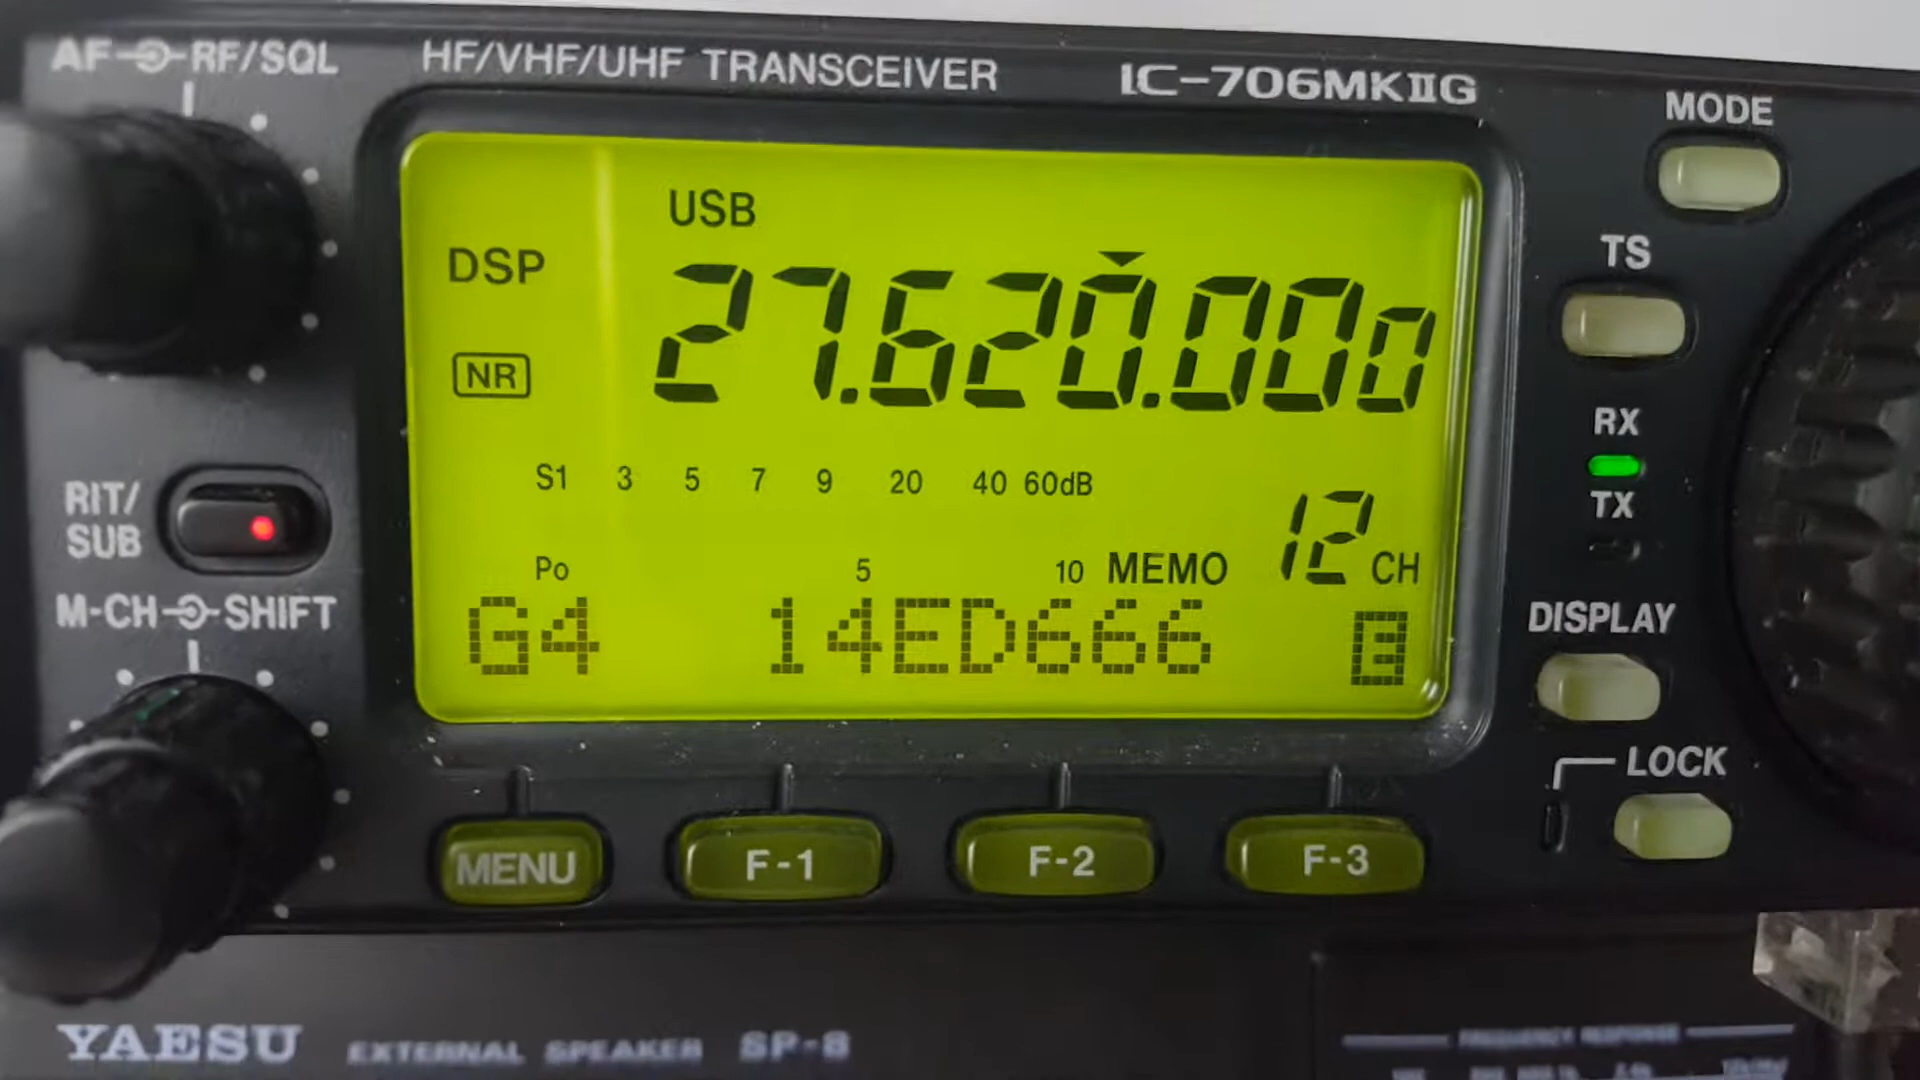 AF RF/SQL HF/VHF/UHF TRANSCEIVER IC-706MKIIG
MODE
USB
DSP
TS
27.620.000
NR
RX
S1 3 5 7 9 20 40 60dB
RIT/
SUB
TX
12 CH
Po 5 10 MEMO
M-CH SHIFT
G4 14ED666 E
DISPLAY
LOCK
MENU F-1 F-2 F-3
YAESU EXTERNAL SPEAKER SP-8
FREQUENCY RESPONSE